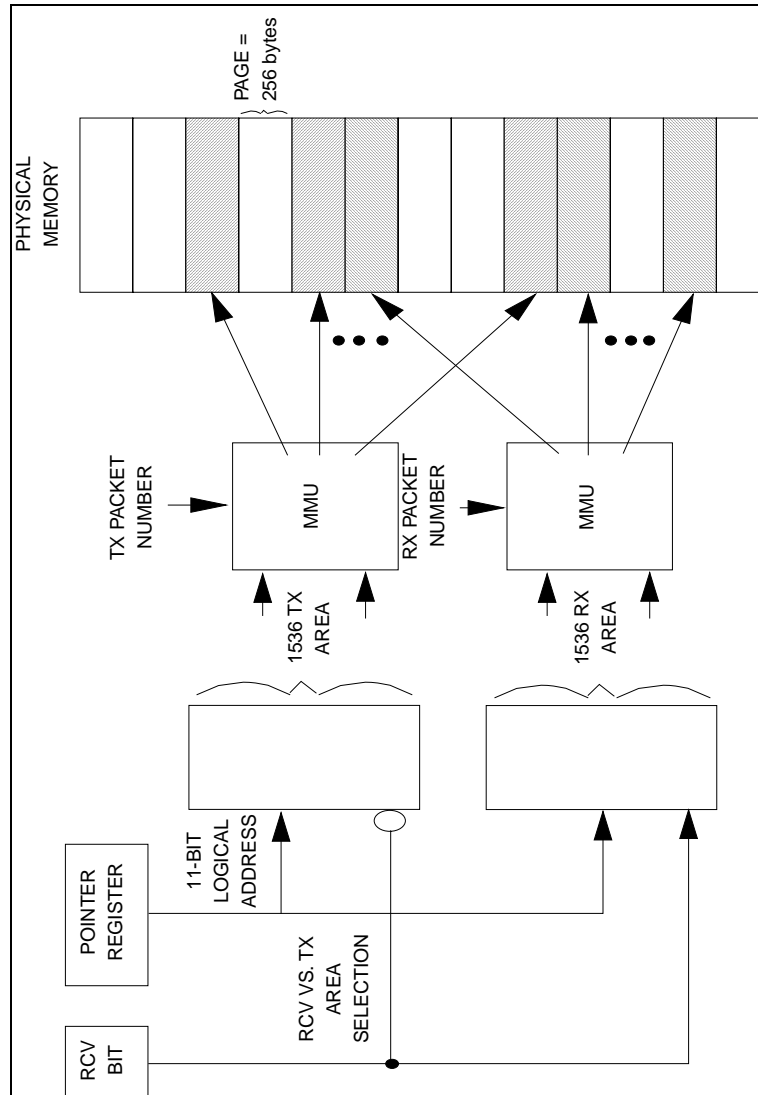 PHYSICAL
MEMORY
PAGE =
256 bytes
TX PACKET
NUMBER
MMU
RX PACKET
NUMBER
MMU
1536 TX
AREA
1536 RX
AREA
11-BIT
LOGICAL
ADDRESS
POINTER
REGISTER
RCV VS. TX
AREA
SELECTION
RCV
BIT